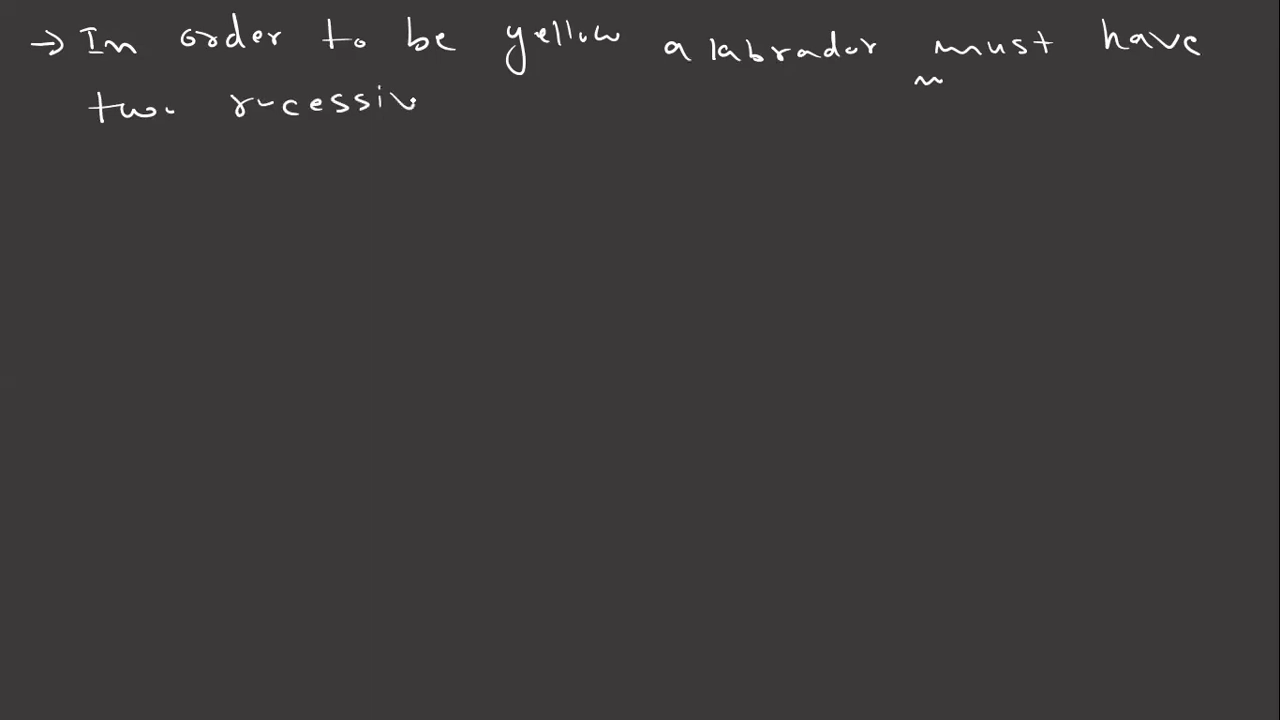 → In order to be yellow a labrador must have
two recessiv